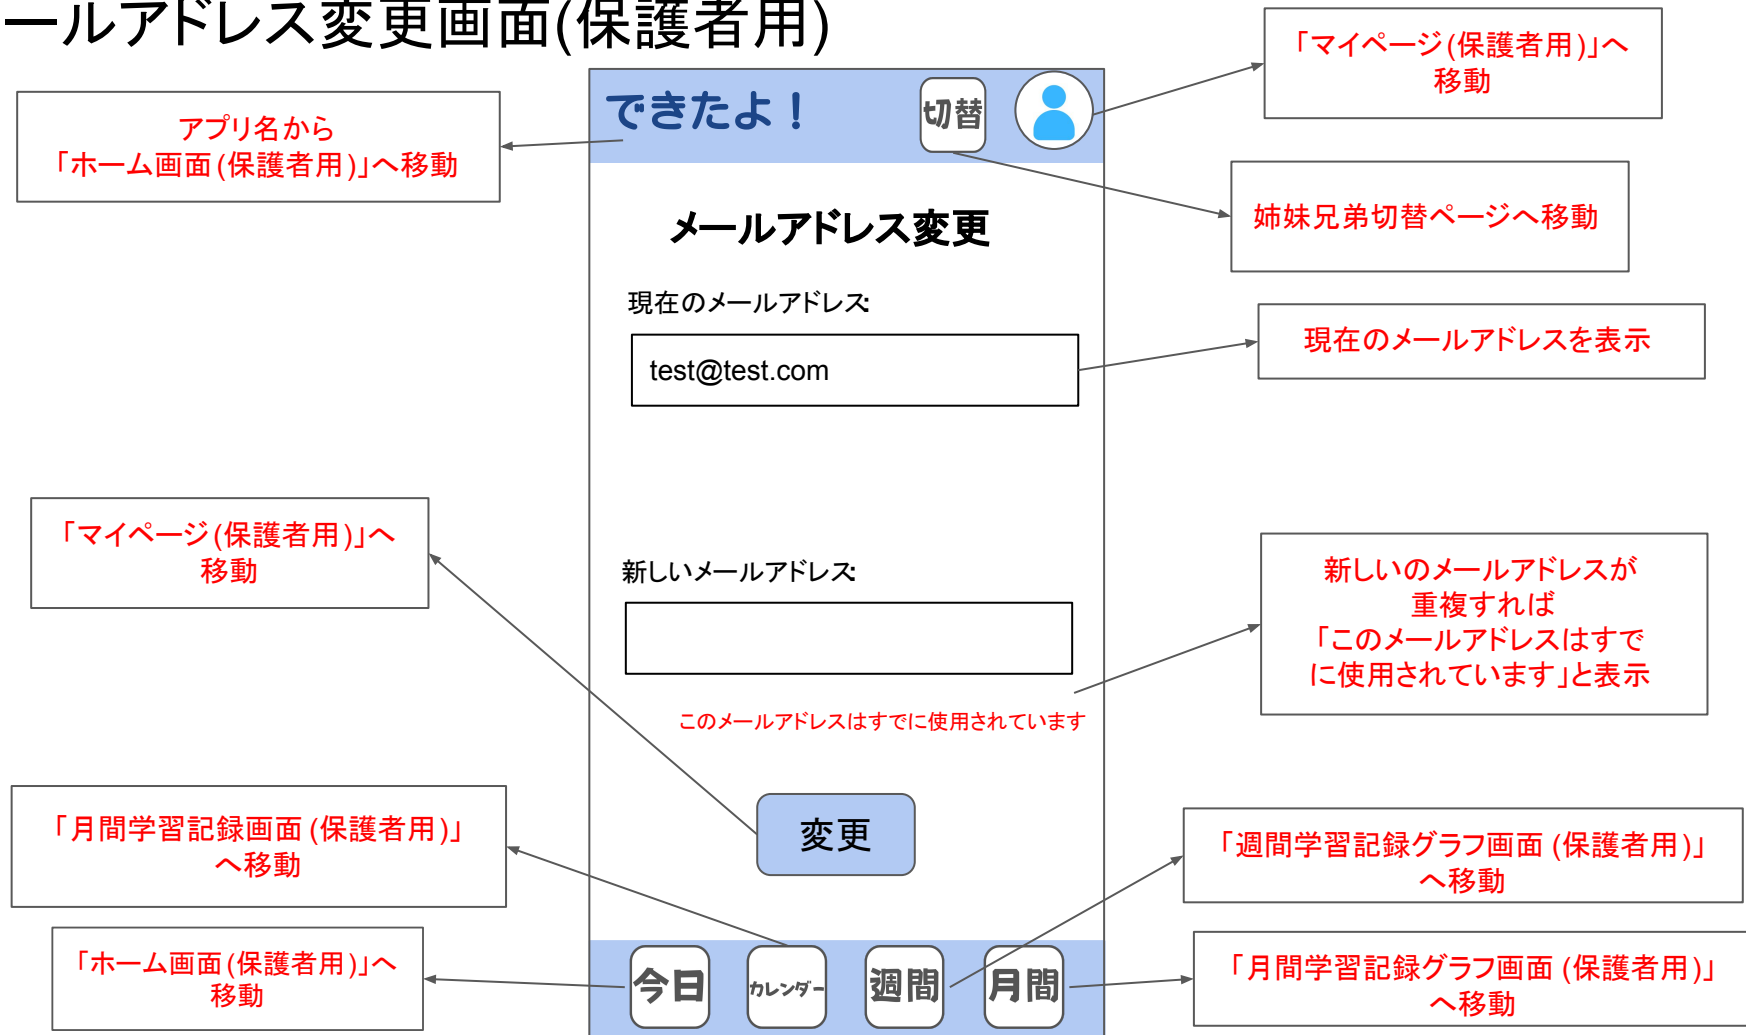 ールアドレス変更画面(保護者用)
「マイページ(保護者用)」へ
移動
アプリ名から
「ホーム画面(保護者用)」へ移動
できたよ！
切替
姉妹兄弟切替ページへ移動
メールアドレス変更
現在のメールアドレス:
test@test.com
現在のメールアドレスを表示
「マイページ(保護者用)」へ
移動
新しいメールアドレス:
新しいのメールアドレスが
重複すれば
「このメールアドレスはすで
に使用されています」と表示
このメールアドレスはすでに使用されています
変更
「月間学習記録画面(保護者用)」
へ移動
「週間学習記録グラフ画面(保護者用)」
へ移動
「ホーム画面(保護者用)」へ
移動
今日
カレンダー
週間
月間
「月間学習記録グラフ画面(保護者用)」
へ移動